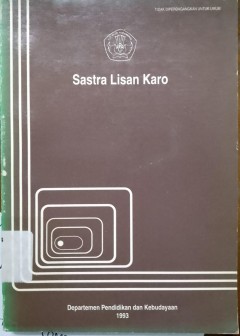 TIDAK DIPERDAGANGKAN UNTUK UMUM
Sastra Lisan Karo
Departemen Pendidikan dan Kebudayaan
1993